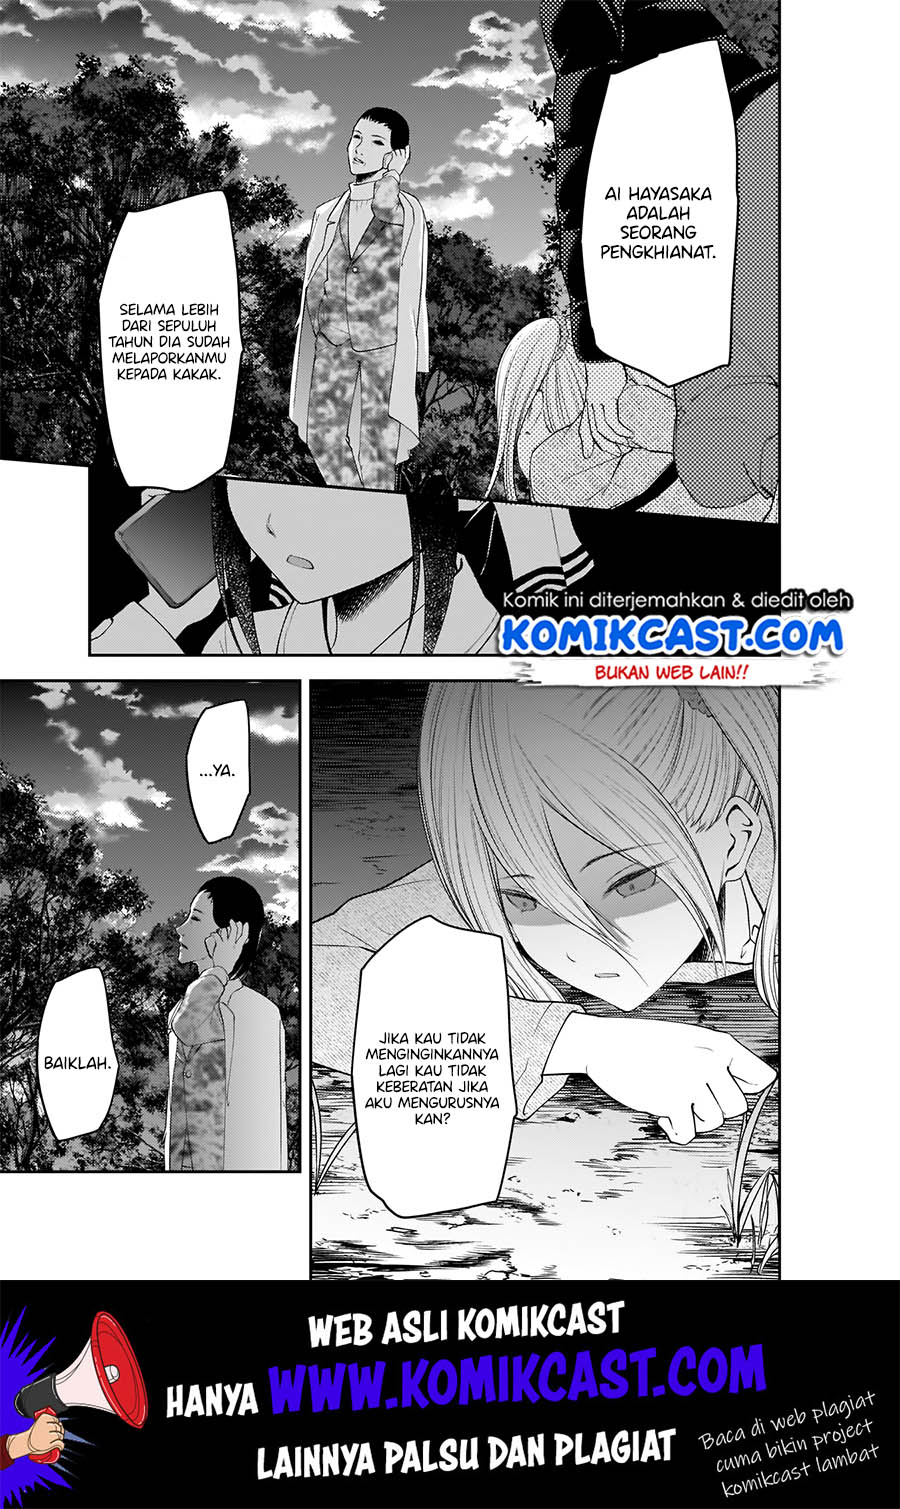 AI HAYASAKA
ADALAH
SEORANG
PENGKHIANAT.
SELAMA LEBIH
DARI SEPULUH
TAHUN DIA SUDAH
MELAPORKANMU
KEPADA KAKAK.
Komik ini diterjemahkan & diedit oleh
KOMIKCAST.COM
BUKAN WEB LAIN!!
JIKA KAU TIDAK
MENGINGINKANNYA
LAGI KAU TIDAK
KEBERATAN JIKA
AKU MENGURUSNYA
KAN?
...YA.
BAIKLAH.
WEB ASLI KOMIKCAST
HANYA WWW.KOMIKCAST.COM
LAINNYA PALSU DAN PLAGIAT
Baca di web plagiat
cuma bikin project
komikcast lambat